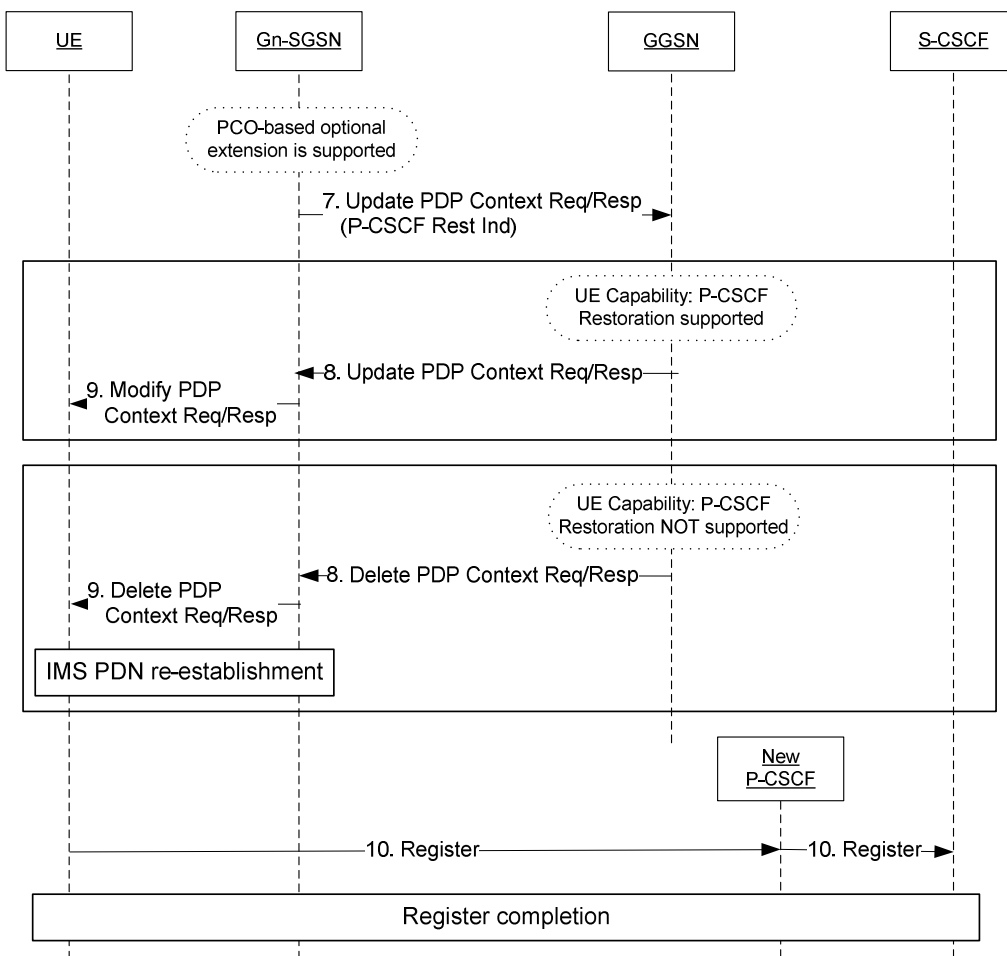 UE
Gn-SGSN
GGSN
S-CSCF
PCO-based optional
extension is supported
7. Update PDP Context Req/Resp
(P-CSCF Rest Ind)
UE Capability: P-CSCF
Restoration supported
8. Update PDP Context Req/Resp
9. Modify PDP
Context Req/Resp
UE Capability: P-CSCF
Restoration NOT supported
8. Delete PDP Context Req/Resp
9. Delete PDP
Context Req/Resp
IMS PDN re-establishment
New
P-CSCF
10. Register
10. Register
Register completion